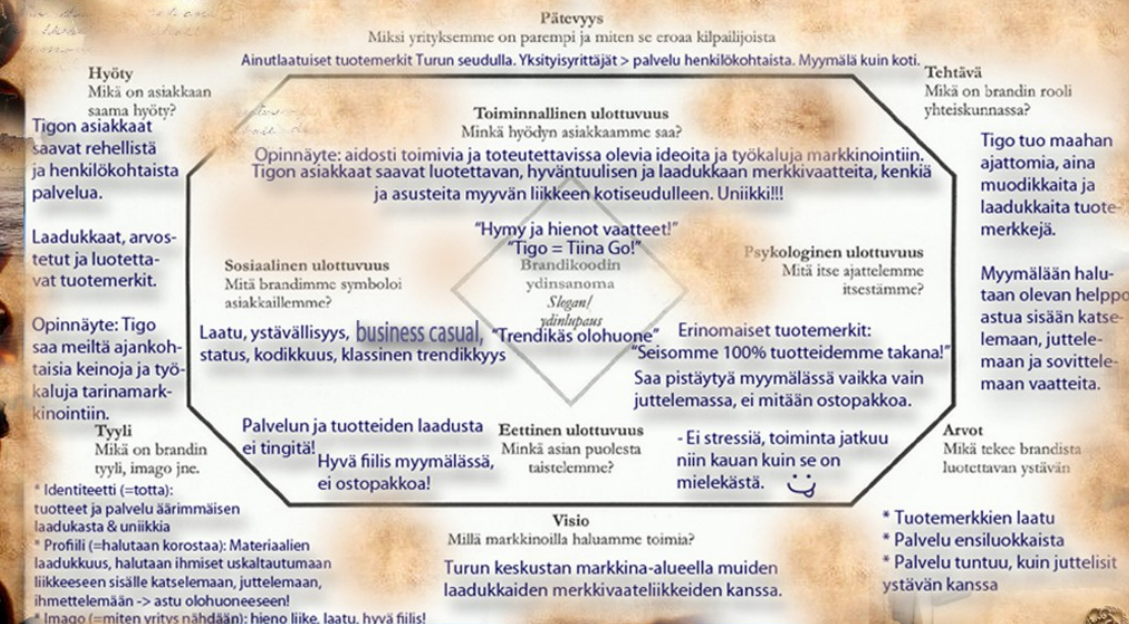 Pätevyys
Miksi yrityksemme on parempi ja miten se eroaa kilpailijoista
Ainutlaatuiset tuotemerkit Turun seudulla. Yksityisyrittäjät > palvelu henkilökohtaista. Myymälä kuin koti.
Hyöty
Mikä on asiakkaan
saama hyöty?
Tigon asiakkaat
saavat rehellistä
ja henkilökohtaista
palvelua.
Laadukkaat, arvos-
tetut ja luotetta-
vat tuotemerkit.
Opinnäyte: Tigo
saa meiltä ajankoh-
taisia keinoja ja työ-
kaluja tarinamark-
kinointiin.
Toiminnallinen ulottuvuus
Minkä hyödyn asiakkaamme saa?
Opinnäyte: aidosti toimivia ja toteutettavissa olevia ideoita ja työkaluja markkinointiin.
Tigon asiakkaat saavat luotettavan, hyväntuulisen ja laadukkaan merkkivaatteita, kenkiä
ja asusteita myyvän liikkeen kotiseudulleen. Uniikki!!!
Tehtävä
Mikä on brandin rooli
yhteiskunnassa?
Tigo tuo maahan
ajattomia, aina
muodikkaita ja
laadukkaita tuote-
merkkejä.
Myymälään halu-
taan olevan helppo
astua sisään katse-
lemaan, juttele-
maan ja sovittele-
maan vaatteita.
"Hymy ja hienot vaatteet!"
"Tigo = Tiina Go!"
Brandikoodin
ydinsanoma
Slogan/
ydinlupaus
"Trendikäs olohuone"
Sosiaalinen ulottuvuus
Mitä brandimme symboloi
asiakkaillemme?
Laatu, ystävällisyys, business casual,
status, kodikkuus, klassinen trendikkyys
Psykologinen ulottuvuus
Mitä itse ajattelemme
itsestämme?
Erinomaiset tuotemerkit:
"Seisomme 100% tuotteidemme takana!"
Saa pistäytyä myymälässä vaikka vain
juttelemassa, ei mitään ostopakkoa.
Eettinen ulottuvuus
Minkä asian puolesta
taistelemme?
Palvelun ja tuotteiden laadusta
ei tingitä!
Hyvä fiilis myymälässä,
ei ostopakkoa!
- Ei stressiä, toiminta jatkuu
niin kauan kuin se on
mielekästä.
Tyyli
Mikä on brandin
tyyli, imago jne.
* Identiteetti (=totta):
tuotteet ja palvelu äärimmäisen
laadukasta & uniikkia
* Profiili (=halutaan korostaa): Materiaalien
laadukkuus, halutaan ihmiset uskaltautumaan
liikkeeseen sisälle katselemaan, juttelemaan,
ihmettelemään -> astu olohuoneeseen!
* Imago (=miten yritys nähdään): hieno liike, laatu, hyvä fiilis!
Visio
Millä markkinoilla haluamme toimia?
Turun keskustan markkina-alueella muiden
laadukkaiden merkkivaateliikkeiden kanssa.
Arvot
Mikä tekee brandista
luotettavan ystävän
* Tuotemerkkien laatu
* Palvelu ensiluokkaista
* Palvelu tuntuu, kuin juttelisit
ystävän kanssa